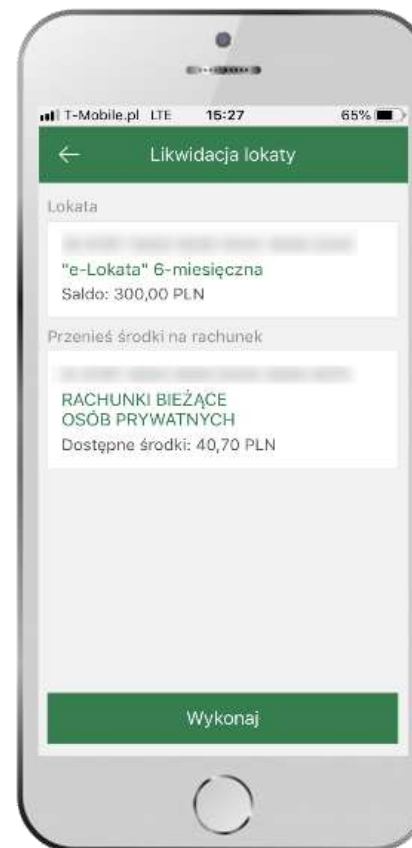 T-Mobile.pl LTE 15:27 65%
Likwidacja lokaty
Lokata
"e-Lokata" 6-miesięczna
Saldo: 300,00 PLN
Przenieś środki na rachunek
RACHUNKI BIEŻĄCE
OSÓB PRYWATNYCH
Dostępne środki: 40,70 PLN
Wykonaj